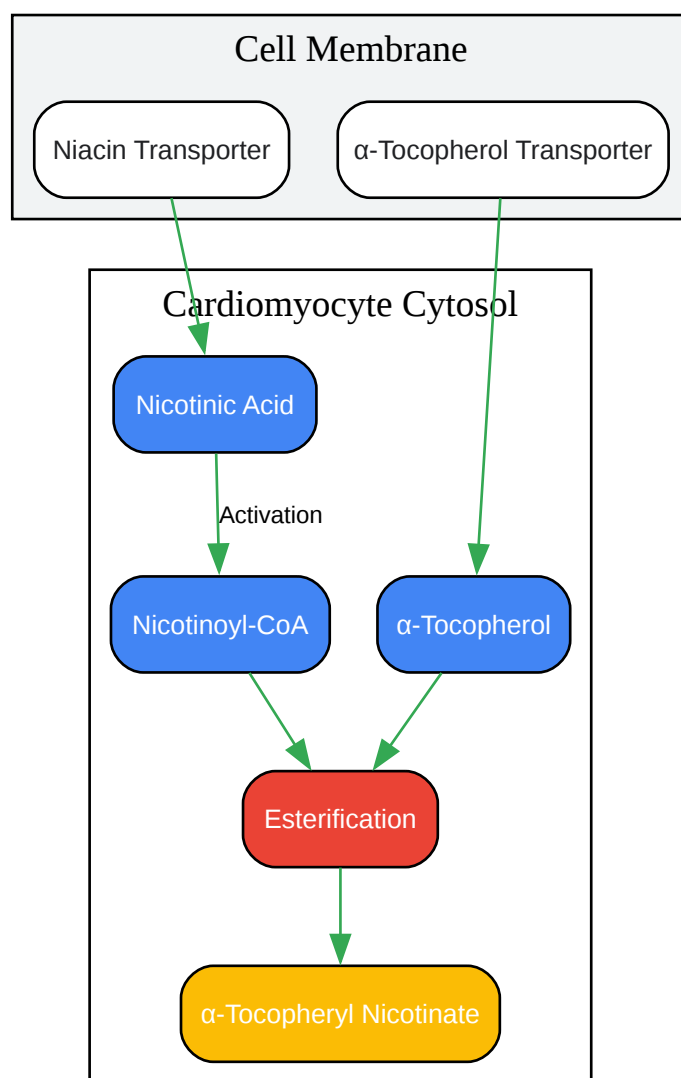 Cell Membrane
Niacin Transporter
α-Tocopherol Transporter
Cardiomyocyte Cytosol
Nicotinic Acid
Activation
Nicotinoyl-CoA
α-Tocopherol
Esterification
α-Tocopheryl Nicotinate